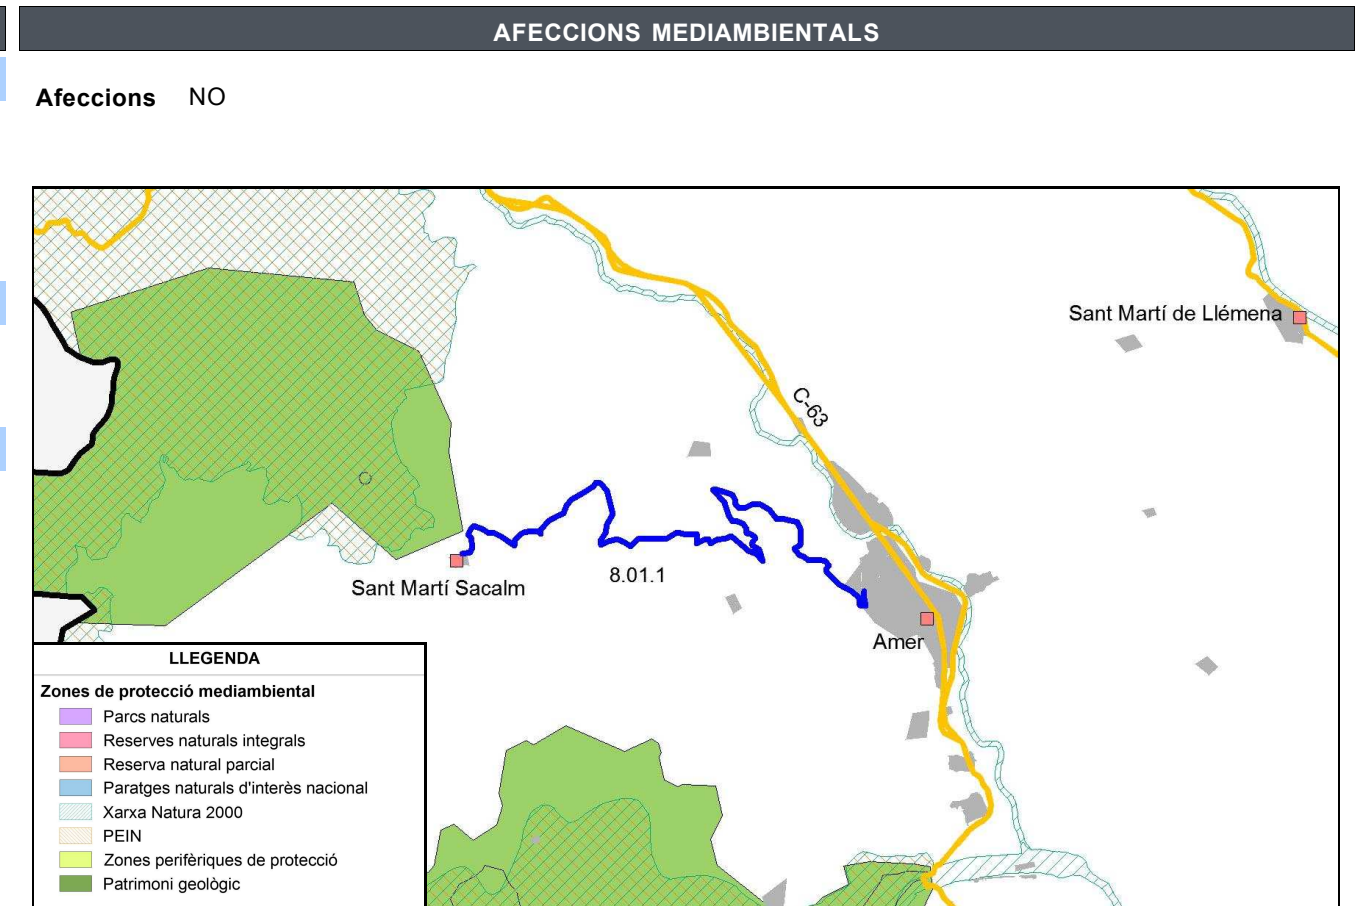 AFECCIONS MEDIAMBIENTALS
Afeccions NO
Sant Martí de Llémena
C-63
8.01.1
Sant Martí Sacalm
Amer
LLEGENDA
Zones de protecció mediambiental
Parcs naturals
Reserves naturals integrals
Reserva natural parcial
Paratges naturals d'interès nacional
Xarxa Natura 2000
PEIN
Zones perifèriques de protecció
Patrimoni geològic